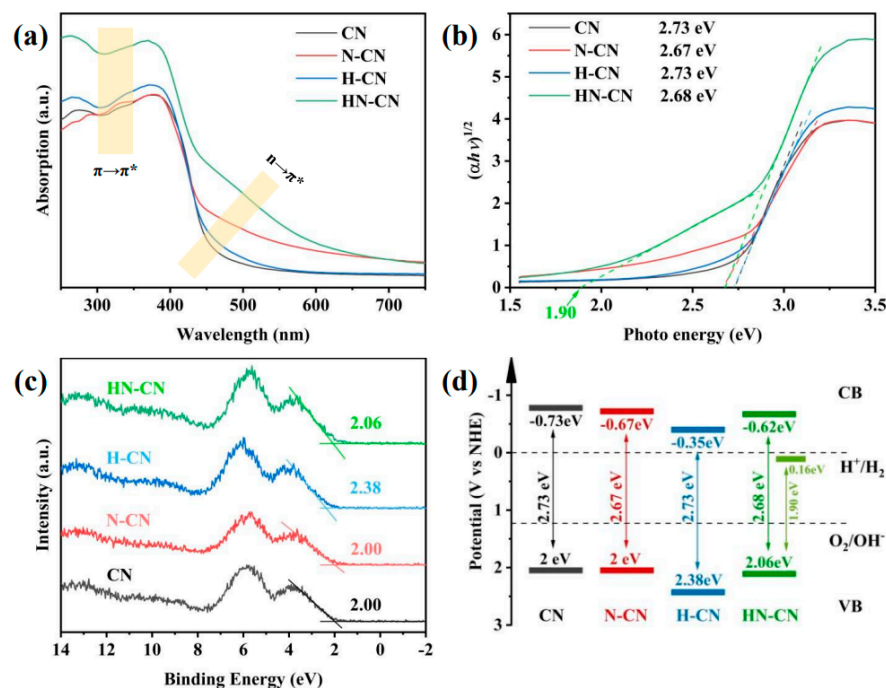 (a)
CN
N-CN
H-CN
HN-CN
π→π*
n→π*
Absorption (a.u.)
300 400 500 600 700
Wavelength (nm)
(b)
CN 2.73 eV
N-CN 2.67 eV
H-CN 2.73 eV
HN-CN 2.68 eV
(αhν)1/2
6
5
4
3
2
1
0
1.5 2.0 2.5 3.0 3.5
1.90
Photo energy (eV)
(c)
HN-CN
2.06
H-CN
2.38
N-CN
2.00
CN
2.00
Intensity (a.u.)
14 12 10 8 6 4 2 0 -2
Binding Energy (eV)
(d)
Potential (V vs NHE)
-1
0
1
2
3
CB
-0.73eV
-0.67eV
-0.35eV
-0.62eV
H+/H2
0.16eV
2.73 eV
2.67 eV
2.73 eV
2.68 eV
1.90 eV
O2/OH-
2 eV
2 eV
2.38eV
2.06eV
CN N-CN H-CN HN-CN
VB